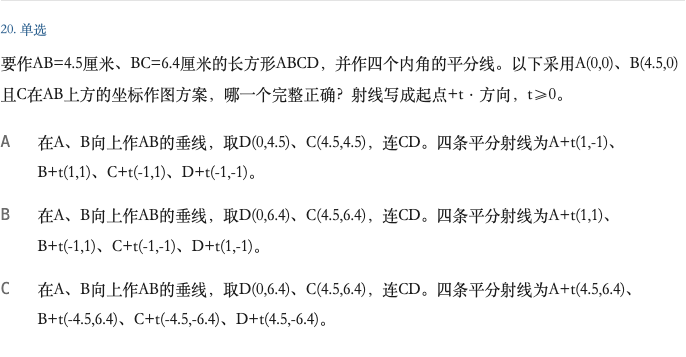 20. 单选
要作AB=4.5厘米、BC=6.4厘米的长方形ABCD，并作四个内角的平分线。以下采用A(0,0)、B(4.5,0)
且C在AB上方的坐标作图方案，哪一个完整正确？射线写成起点+t · 方向，t⩾0。
A 在A、B向上作AB的垂线，取D(0,4.5)、C(4.5,4.5)，连CD。四条平分射线为A+t(1,-1)、
B+t(1,1)、C+t(-1,1)、D+t(-1,-1)。
B 在A、B向上作AB的垂线，取D(0,6.4)、C(4.5,6.4)，连CD。四条平分射线为A+t(1,1)、
B+t(-1,1)、C+t(-1,-1)、D+t(1,-1)。
C 在A、B向上作AB的垂线，取D(0,6.4)、C(4.5,6.4)，连CD。四条平分射线为A+t(4.5,6.4)、
B+t(-4.5,6.4)、C+t(-4.5,-6.4)、D+t(4.5,-6.4)。